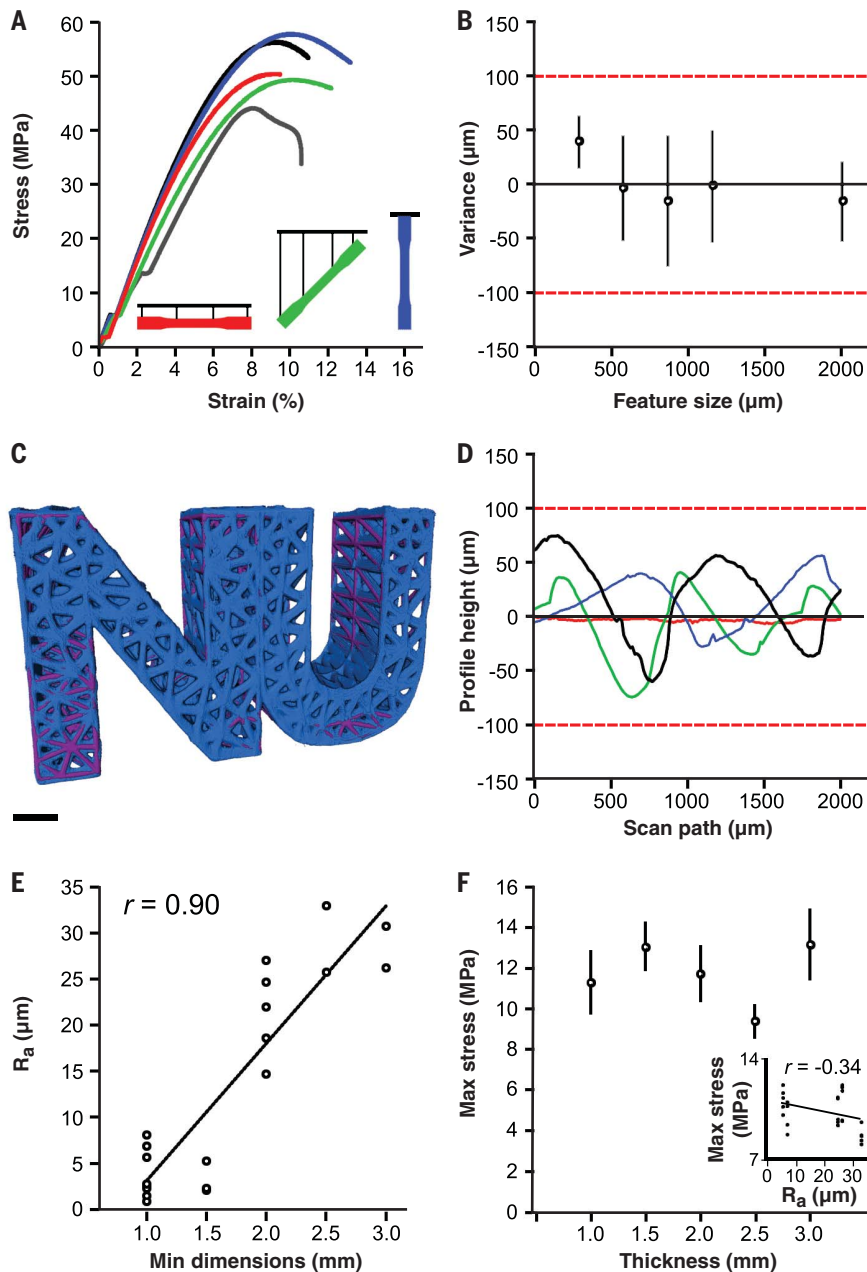 A
60
50
40
30
20
10
0
Stress (MPa)
0 2 4 6 8 10 12 14 16
Strain (%)
B
150
100
50
0
-50
-100
-150
Variance (µm)
0 500 1000 1500 2000
Feature size (µm)
C
NU
D
150
100
50
0
-50
-100
-150
Profile height (µm)
0 500 1000 1500 2000
Scan path (µm)
E
r = 0.90
35
30
25
20
15
10
5
0
Ra (µm)
1.0 1.5 2.0 2.5 3.0
Min dimensions (mm)
F
16
14
12
10
8
6
4
2
0
Max stress (MPa)
1.0 1.5 2.0 2.5 3.0
Thickness (mm)
14
r = -0.34
Max stress
(MPa)
7
0 10 20 30
Ra (µm)